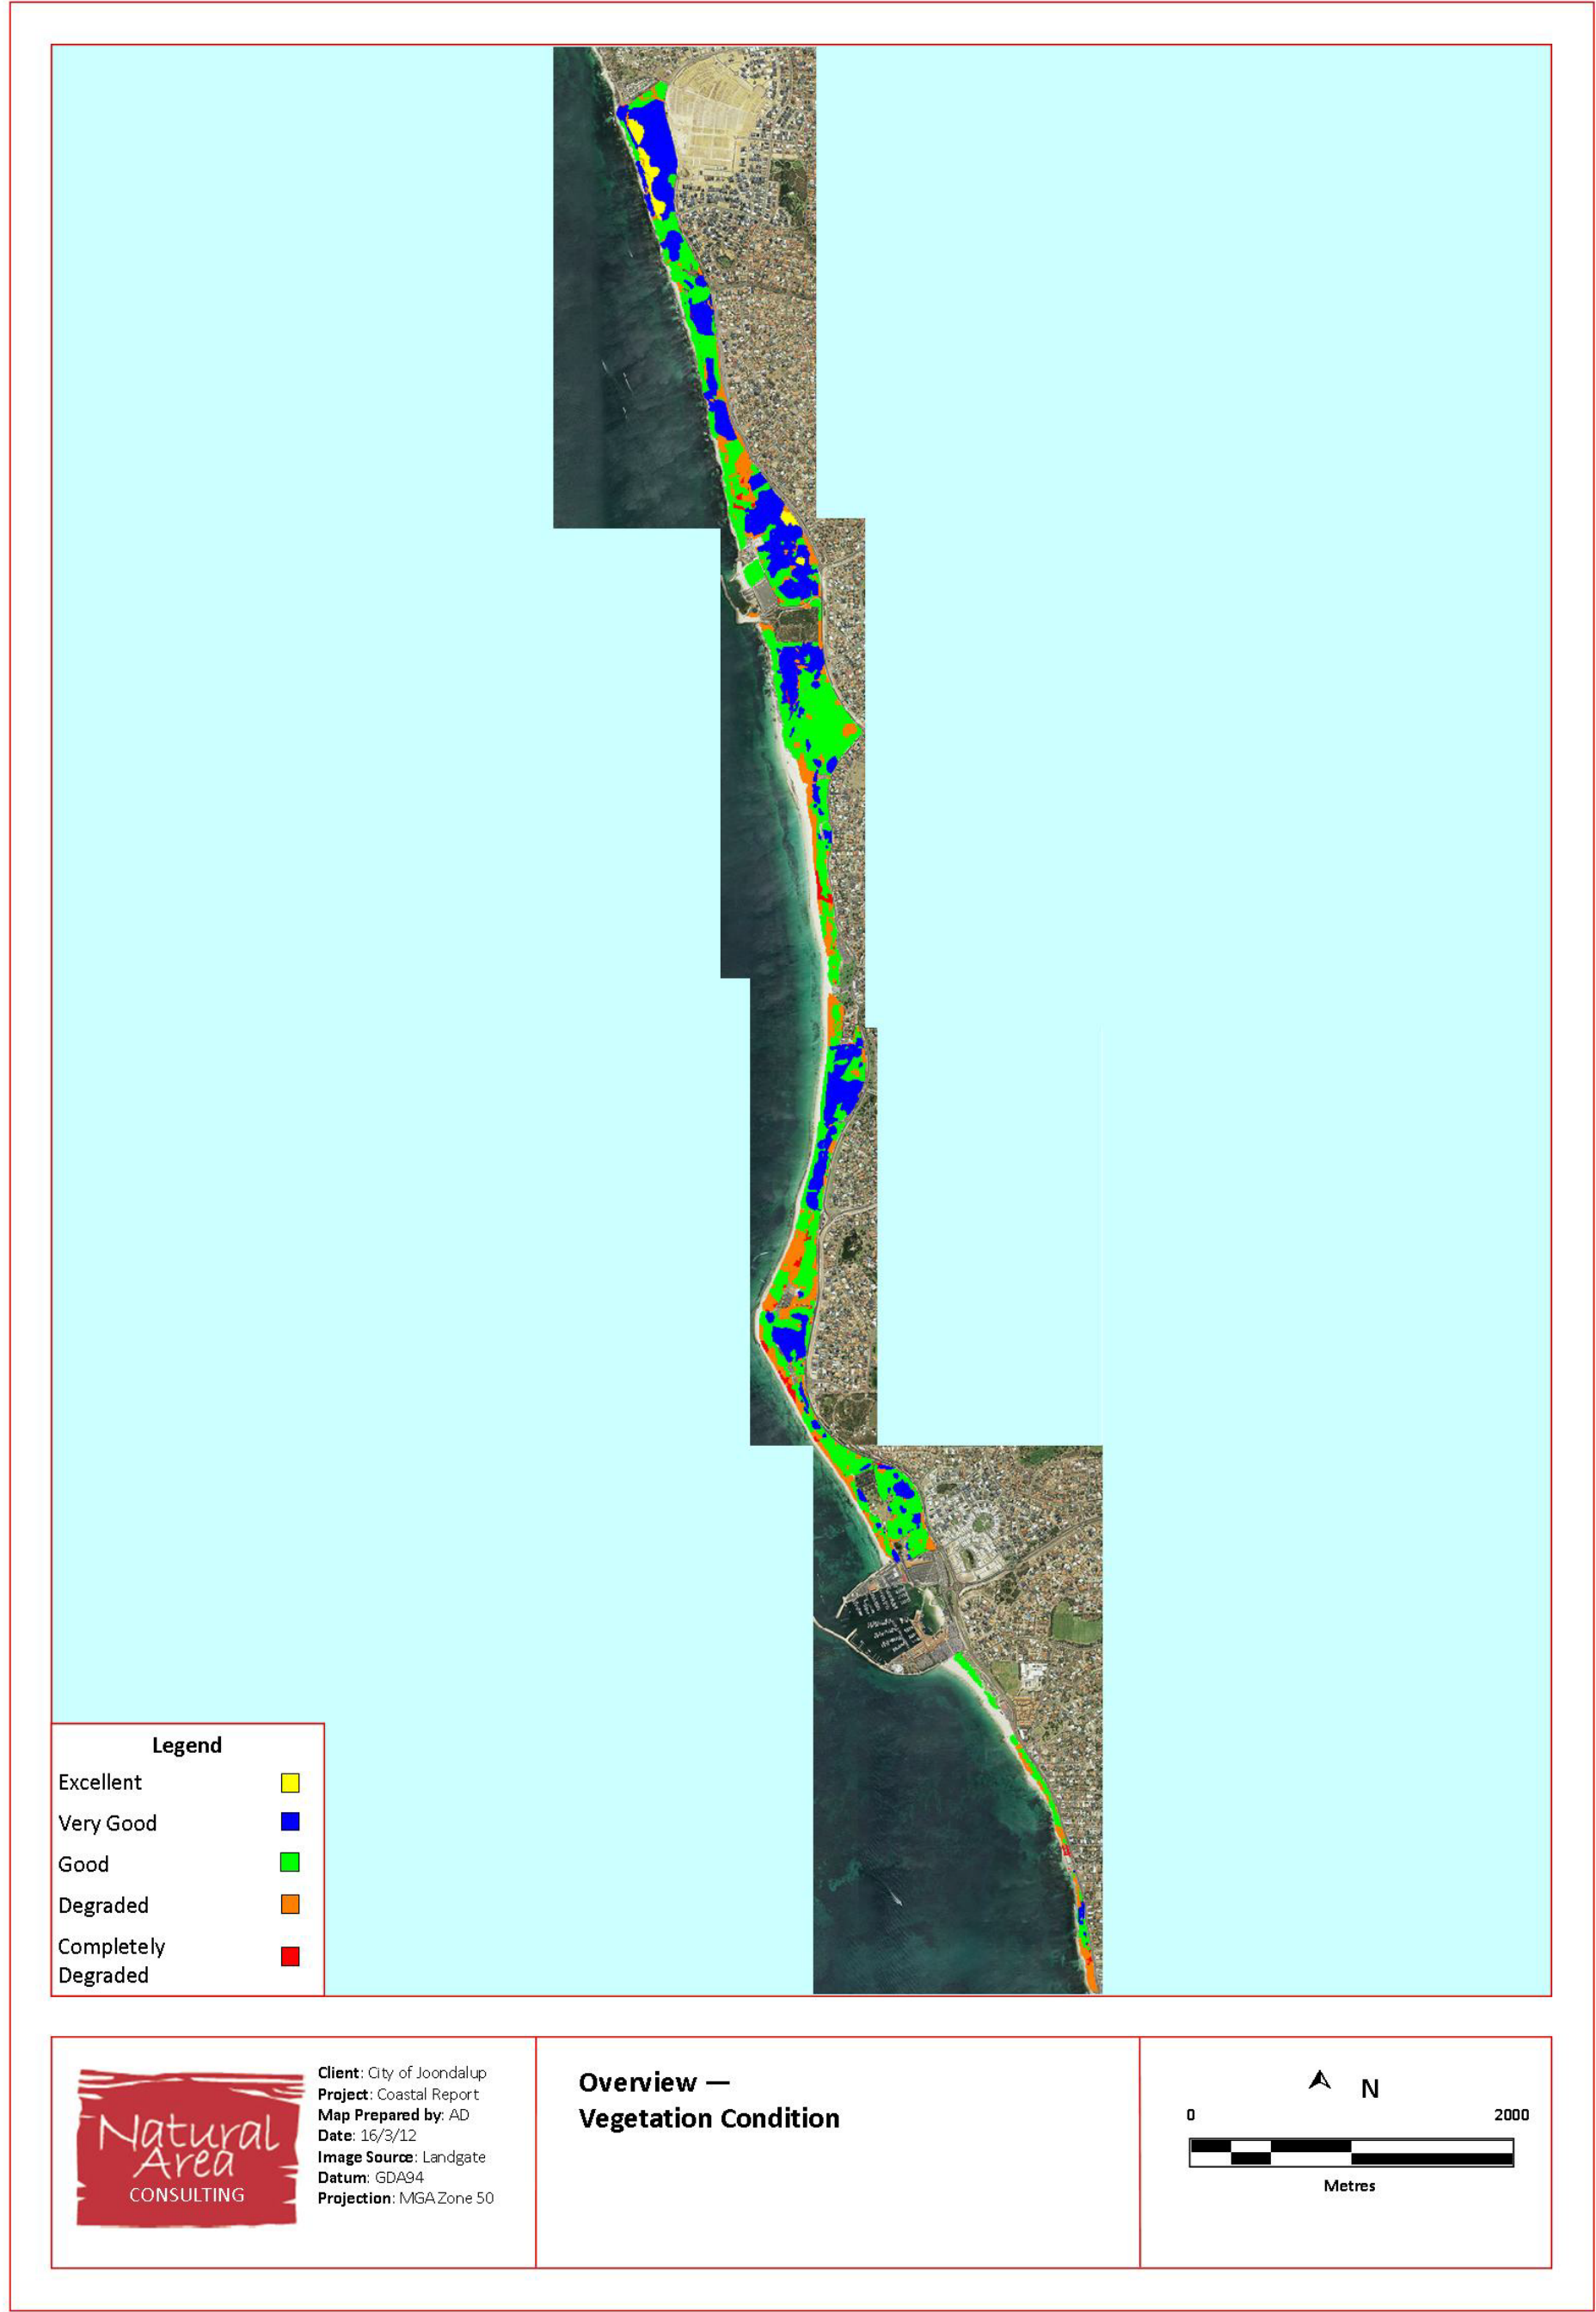 Legend
Excellent
Very Good
Good
Degraded
Completely
Degraded
Natural
Area
CONSULTING
Client: City of Joondalup
Project: Coastal Report
Map Prepared by: AD
Date: 16/3/12
Image Source: Landgate
Datum: GDA94
Projection: MGA Zone 50
Overview —
Vegetation Condition
N
0 2000
Metres